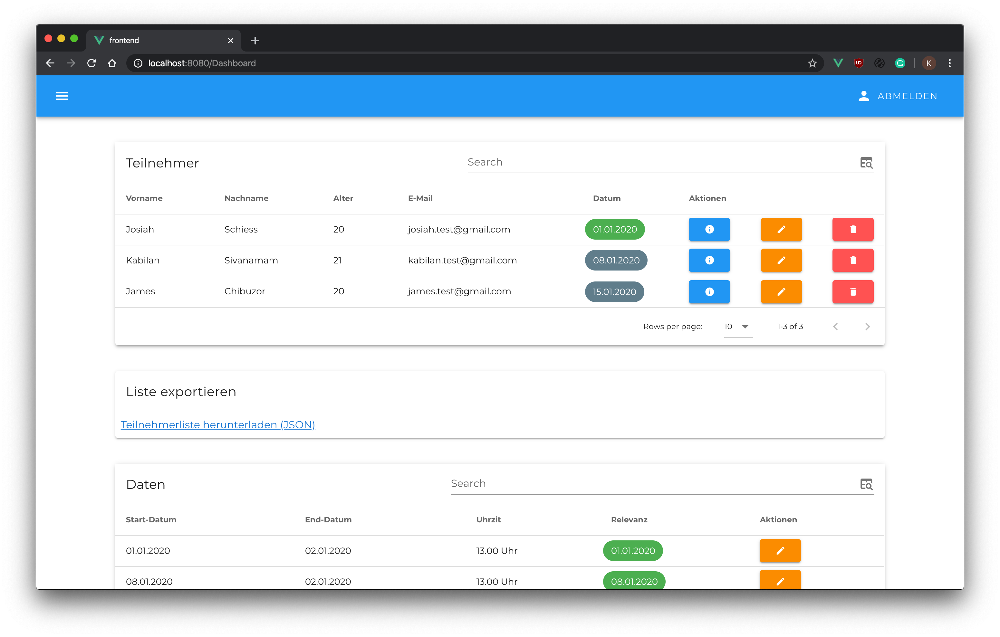 frontend
localhost:8080/Dashboard
K
ABMELDEN
Teilnehmer
Search
Vorname Nachname Alter E-Mail Datum Aktionen
Josiah Schiess 20 josiah.test@gmail.com 01.01.2020
Kabilan Sivanamam 21 kabilan.test@gmail.com 08.01.2020
James Chibuzor 20 james.test@gmail.com 15.01.2020
Rows per page: 10 1-3 of 3
Liste exportieren
Teilnehmerliste herunterladen (JSON)
Daten
Search
Start-Datum End-Datum Uhrzit Relevanz Aktionen
01.01.2020 02.01.2020 13.00 Uhr 01.01.2020
08.01.2020 02.01.2020 13.00 Uhr 08.01.2020